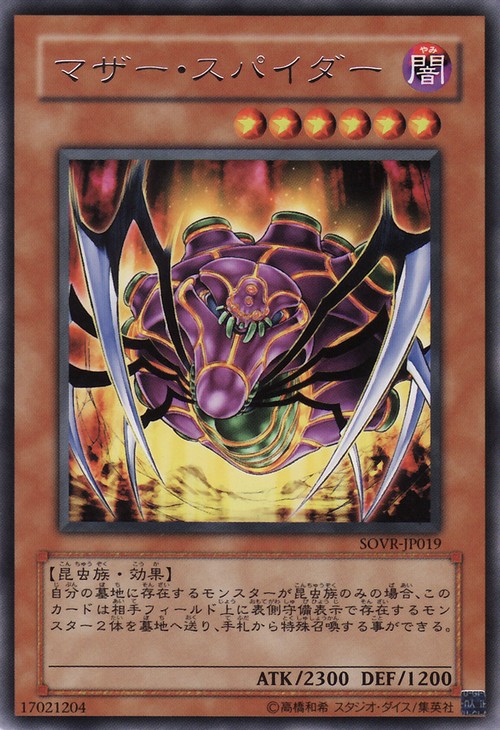 マザー・スパイダー
やみ
闇
SOVR-JP019
【昆虫族・効果】
自分の墓地に存在するモンスターが昆虫族のみの場合、この
カードは相手フィールド上に表側守備表示で存在するモン
スター2体を墓地へ送り、手札から特殊召喚する事ができる。
ATK/2300 DEF/1200
17021204
©高橋和希 スタジオ・ダイス/集英社